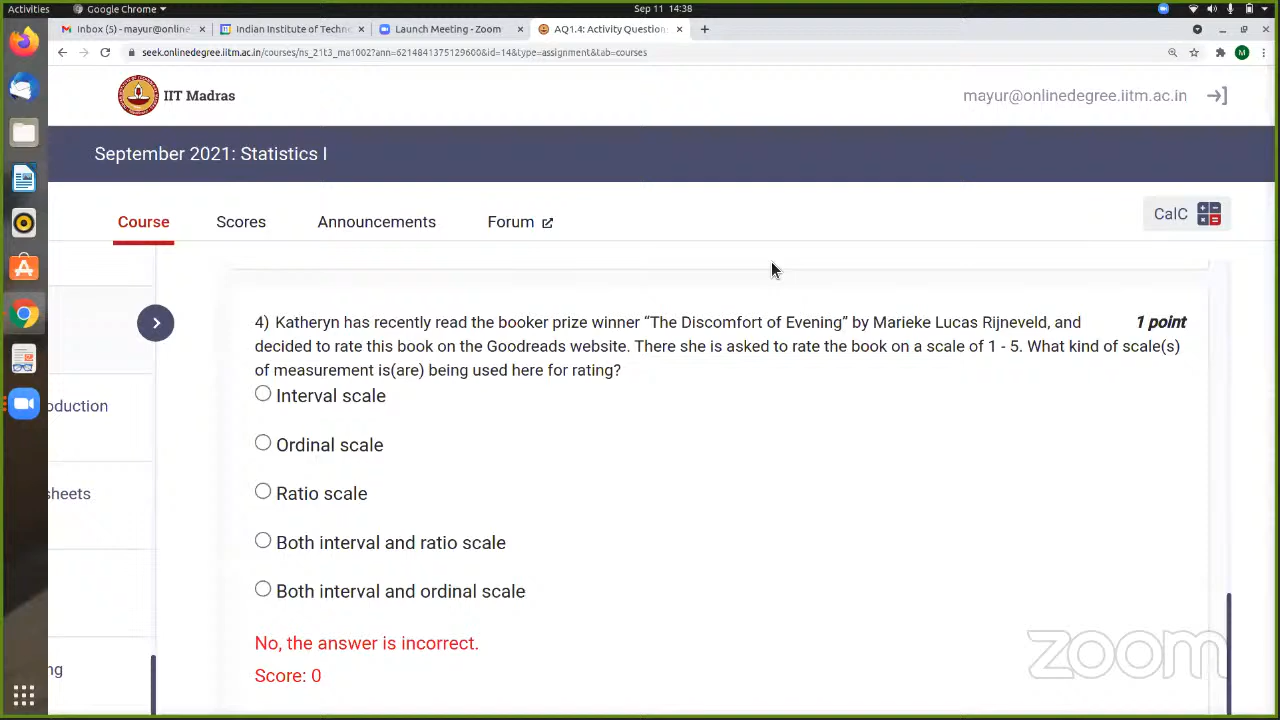 Activities
Google Chrome
Sep 11 14:38
Inbox (5) - mayur@online
Indian Institute of Techn
Launch Meeting - Zoom
AQ1.4: Activity Question
seek.onlinedegree.iitm.ac.in/courses/ns_21t3_ma1002?ann=6214841375129600&id=14&type=assignment&tab=courses
M
IIT Madras
mayur@onlinedegree.iitm.ac.in
September 2021: Statistics I
Course
Scores
Announcements
Forum
CalC
4) Katheryn has recently read the booker prize winner “The Discomfort of Evening” by Marieke Lucas Rijneveld, and
1 point
decided to rate this book on the Goodreads website. There she is asked to rate the book on a scale of 1 - 5. What kind of scale(s)
of measurement is(are) being used here for rating?
Interval scale
Ordinal scale
Ratio scale
Both interval and ratio scale
Both interval and ordinal scale
No, the answer is incorrect.
Score: 0
oduction
sheets
ng
zoom